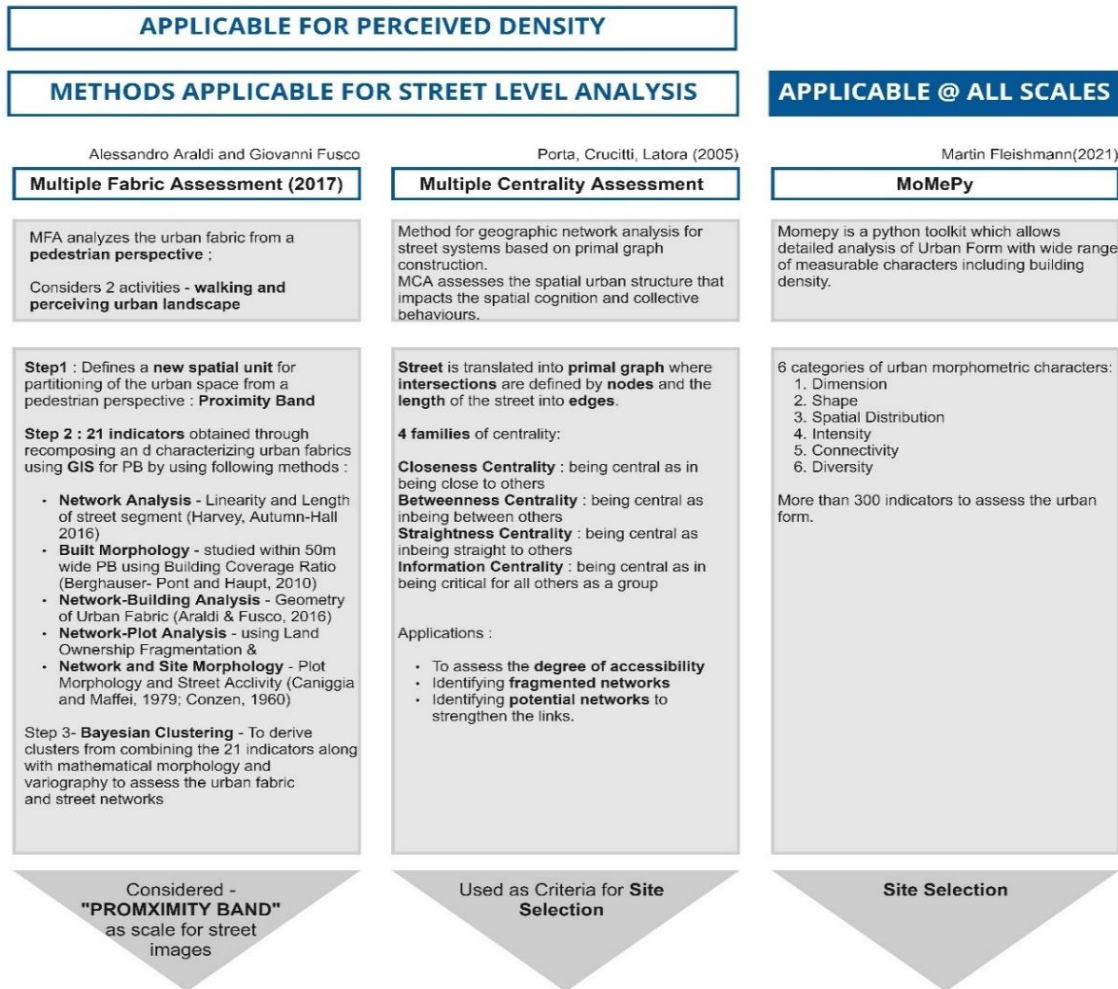 APPLICABLE FOR PERCEIVED DENSITY
METHODS APPLICABLE FOR STREET LEVEL ANALYSIS
APPLICABLE @ ALL SCALES
Alessandro Araldi and Giovanni Fusco
Multiple Fabric Assessment (2017)
MFA analyzes the urban fabric from a
pedestrian perspective ;
Considers 2 activities - walking and
perceiving urban landscape
Step1 : Defines a new spatial unit for
partitioning of the urban space from a
pedestrian perspective : Proximity Band
Step 2 : 21 indicators obtained through
recomposing an d characterizing urban fabrics
using GIS for PB by using following methods :
• Network Analysis - Linearity and Length
of street segment (Harvey, Autumn-Hall
2016)
• Built Morphology - studied within 50m
wide PB using Building Coverage Ratio
(Berghauser- Pont and Haupt, 2010)
• Network-Building Analysis - Geometry
of Urban Fabric (Araldi & Fusco, 2016)
• Network-Plot Analysis - using Land
Ownership Fragmentation &
• Network and Site Morphology - Plot
Morphology and Street Acclivity (Caniggia
and Maffei, 1979; Conzen, 1960)
Step 3- Bayesian Clustering - To derive
clusters from combining the 21 indicators along
with mathematical morphology and
variography to assess the urban fabric
and street networks
Considered -
"PROMXIMITY BAND"
as scale for street
images
Porta, Crucitti, Latora (2005)
Multiple Centrality Assessment
Method for geographic network analysis for
street systems based on primal graph
construction.
MCA assesses the spatial urban structure that
impacts the spatial cognition and collective
behaviours.
Street is translated into primal graph where
intersections are defined by nodes and the
length of the street into edges.
4 families of centrality:
Closeness Centrality : being central as in
being close to others
Betweenness Centrality : being central as
inbeing between others
Straightness Centrality : being central as
inbeing straight to others
Information Centrality : being central as in
being critical for all others as a group
Applications :
• To assess the degree of accessibility
• Identifying fragmented networks
• Identifying potential networks to
strengthen the links.
Used as Criteria for Site
Selection
Martin Fleishmann(2021)
MoMePy
Momepy is a python toolkit which allows
detailed analysis of Urban Form with wide range
of measurable characters including building
density.
6 categories of urban morphometric characters:
1. Dimension
2. Shape
3. Spatial Distribution
4. Intensity
5. Connectivity
6. Diversity
More than 300 indicators to assess the urban
form.
Site Selection